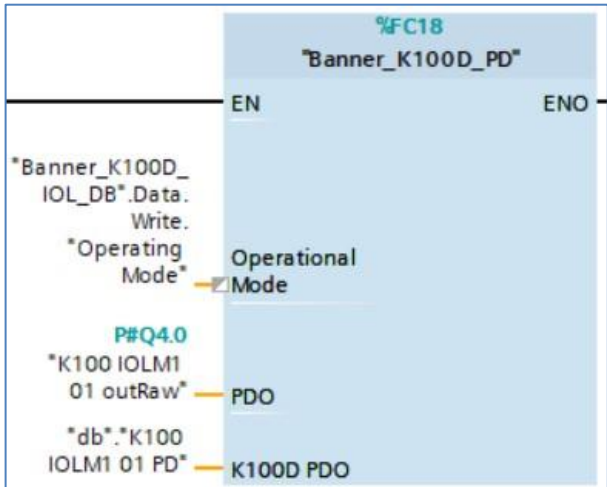 %FC18
"Banner_K100D_PD"
EN
ENO
"Banner_K100D_
IOL_DB".Data.
Write.
"Operating
Mode"
Operational
Mode
P#Q4.0
"K100 IOLM1
01 outRaw"
PDO
"db"."K100
IOLM1 01 PD"
K100D PDO